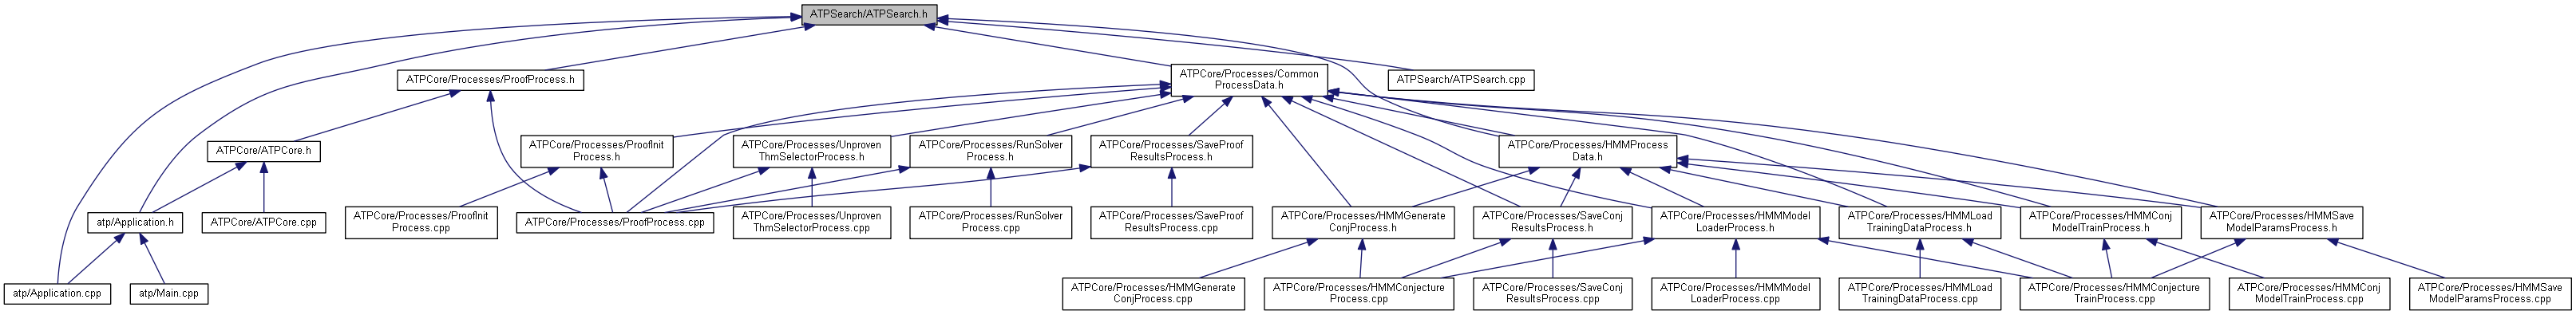 ATPSearch/ATPSearch.h
ATPCore/Processes/ProofProcess.h
ATPCore/Processes/Common
ProcessData.h
ATPSearch/ATPSearch.cpp
ATPCore/ATPCore.h
ATPCore/Processes/ProofInit
Process.h
ATPCore/Processes/Unproven
ThmSelectorProcess.h
ATPCore/Processes/RunSolver
Process.h
ATPCore/Processes/SaveProof
ResultsProcess.h
ATPCore/Processes/HMMProcess
Data.h
atp/Application.h
ATPCore/ATPCore.cpp
ATPCore/Processes/ProofInit
Process.cpp
ATPCore/Processes/ProofProcess.cpp
ATPCore/Processes/Unproven
ThmSelectorProcess.cpp
ATPCore/Processes/RunSolver
Process.cpp
ATPCore/Processes/SaveProof
ResultsProcess.cpp
ATPCore/Processes/HMMGenerate
ConjProcess.h
ATPCore/Processes/SaveConj
ResultsProcess.h
ATPCore/Processes/HMMModel
LoaderProcess.h
ATPCore/Processes/HMMLoad
TrainingDataProcess.h
ATPCore/Processes/HMMConj
ModelTrainProcess.h
ATPCore/Processes/HMMSave
ModelParamsProcess.h
atp/Application.cpp
atp/Main.cpp
ATPCore/Processes/HMMGenerate
ConjProcess.cpp
ATPCore/Processes/HMMConjecture
Process.cpp
ATPCore/Processes/SaveConj
ResultsProcess.cpp
ATPCore/Processes/HMMModel
LoaderProcess.cpp
ATPCore/Processes/HMMLoad
TrainingDataProcess.cpp
ATPCore/Processes/HMMConjecture
TrainProcess.cpp
ATPCore/Processes/HMMConj
ModelTrainProcess.cpp
ATPCore/Processes/HMMSave
ModelParamsProcess.cpp